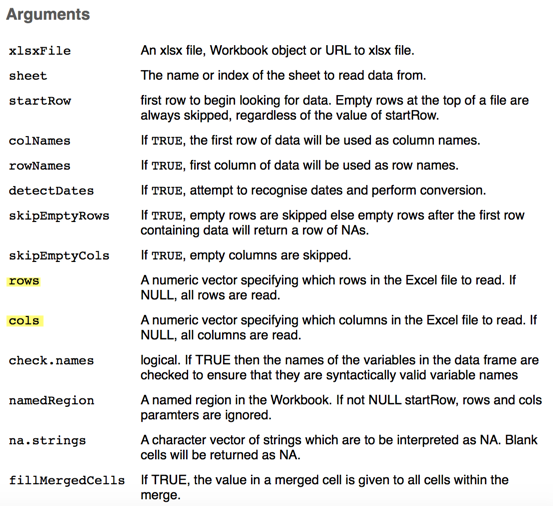 Arguments
xlsxFile An xlsx file, Workbook object or URL to xlsx file.
sheet The name or index of the sheet to read data from.
startRow first row to begin looking for data. Empty rows at the top of a file are
always skipped, regardless of the value of startRow.
colNames If TRUE, the first row of data will be used as column names.
rowNames If TRUE, first column of data will be used as row names.
detectDates If TRUE, attempt to recognise dates and perform conversion.
skipEmptyRows If TRUE, empty rows are skipped else empty rows after the first row
containing data will return a row of NAs.
skipEmptyCols If TRUE, empty columns are skipped.
rows A numeric vector specifying which rows in the Excel file to read. If
NULL, all rows are read.
cols A numeric vector specifying which columns in the Excel file to read. If
NULL, all columns are read.
check.names logical. If TRUE then the names of the variables in the data frame are
checked to ensure that they are syntactically valid variable names
namedRegion A named region in the Workbook. If not NULL startRow, rows and cols
paramters are ignored.
na.strings A character vector of strings which are to be interpreted as NA. Blank
cells will be returned as NA.
fillMergedCells If TRUE, the value in a merged cell is given to all cells within the
merge.